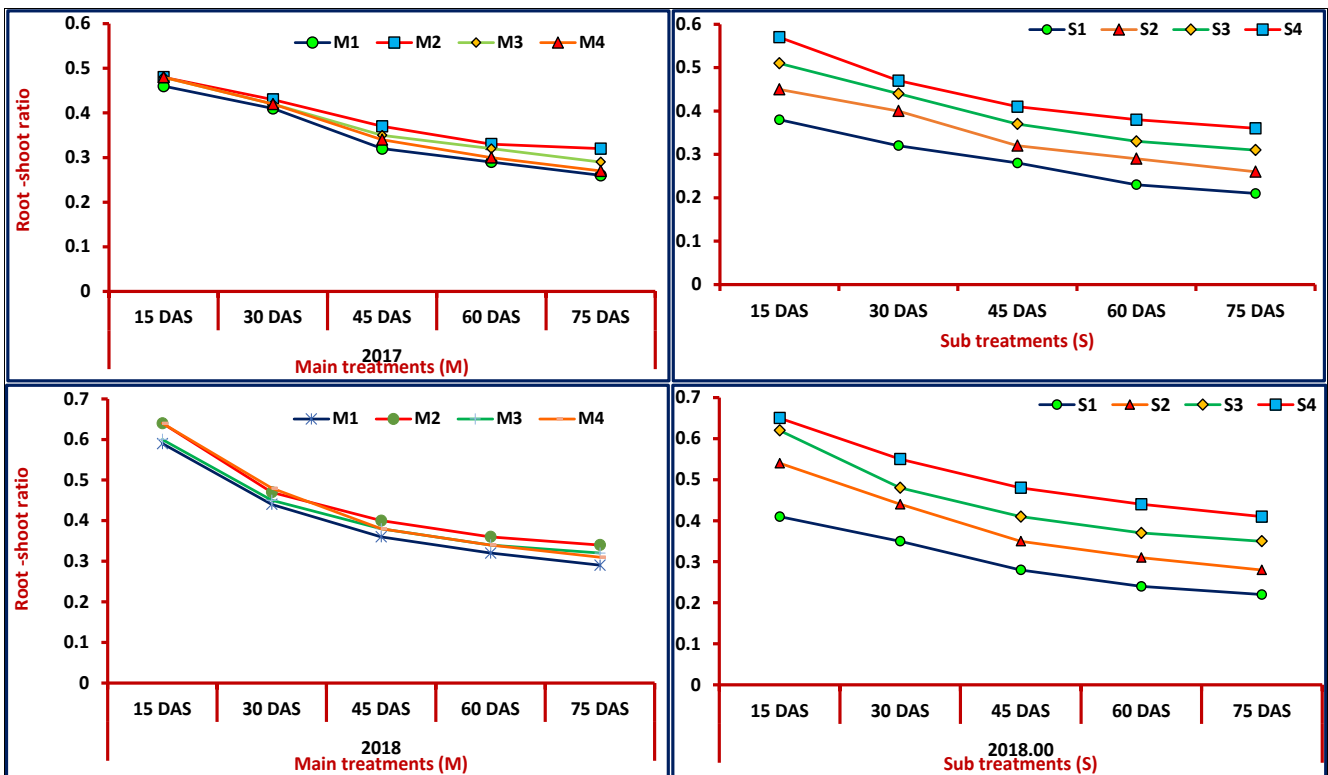 M1 M2 M3 M4
0.6
0.5
0.4
0.3
0.2
0.1
0
Root -shoot ratio
15 DAS 30 DAS 45 DAS 60 DAS 75 DAS
2017
Main treatments (M)
S1 S2 S3 S4
0.6
0.5
0.4
0.3
0.2
0.1
0
15 DAS 30 DAS 45 DAS 60 DAS 75 DAS
Sub treatments (S)
M1 M2 M3 M4
0.7
0.6
0.5
0.4
0.3
0.2
0.1
0
Root -shoot ratio
15 DAS 30 DAS 45 DAS 60 DAS 75 DAS
2018
Main treatments (M)
S1 S2 S3 S4
0.7
0.6
0.5
0.4
0.3
0.2
0.1
0
15 DAS 30 DAS 45 DAS 60 DAS 75 DAS
2018.00
Sub treatments (S)